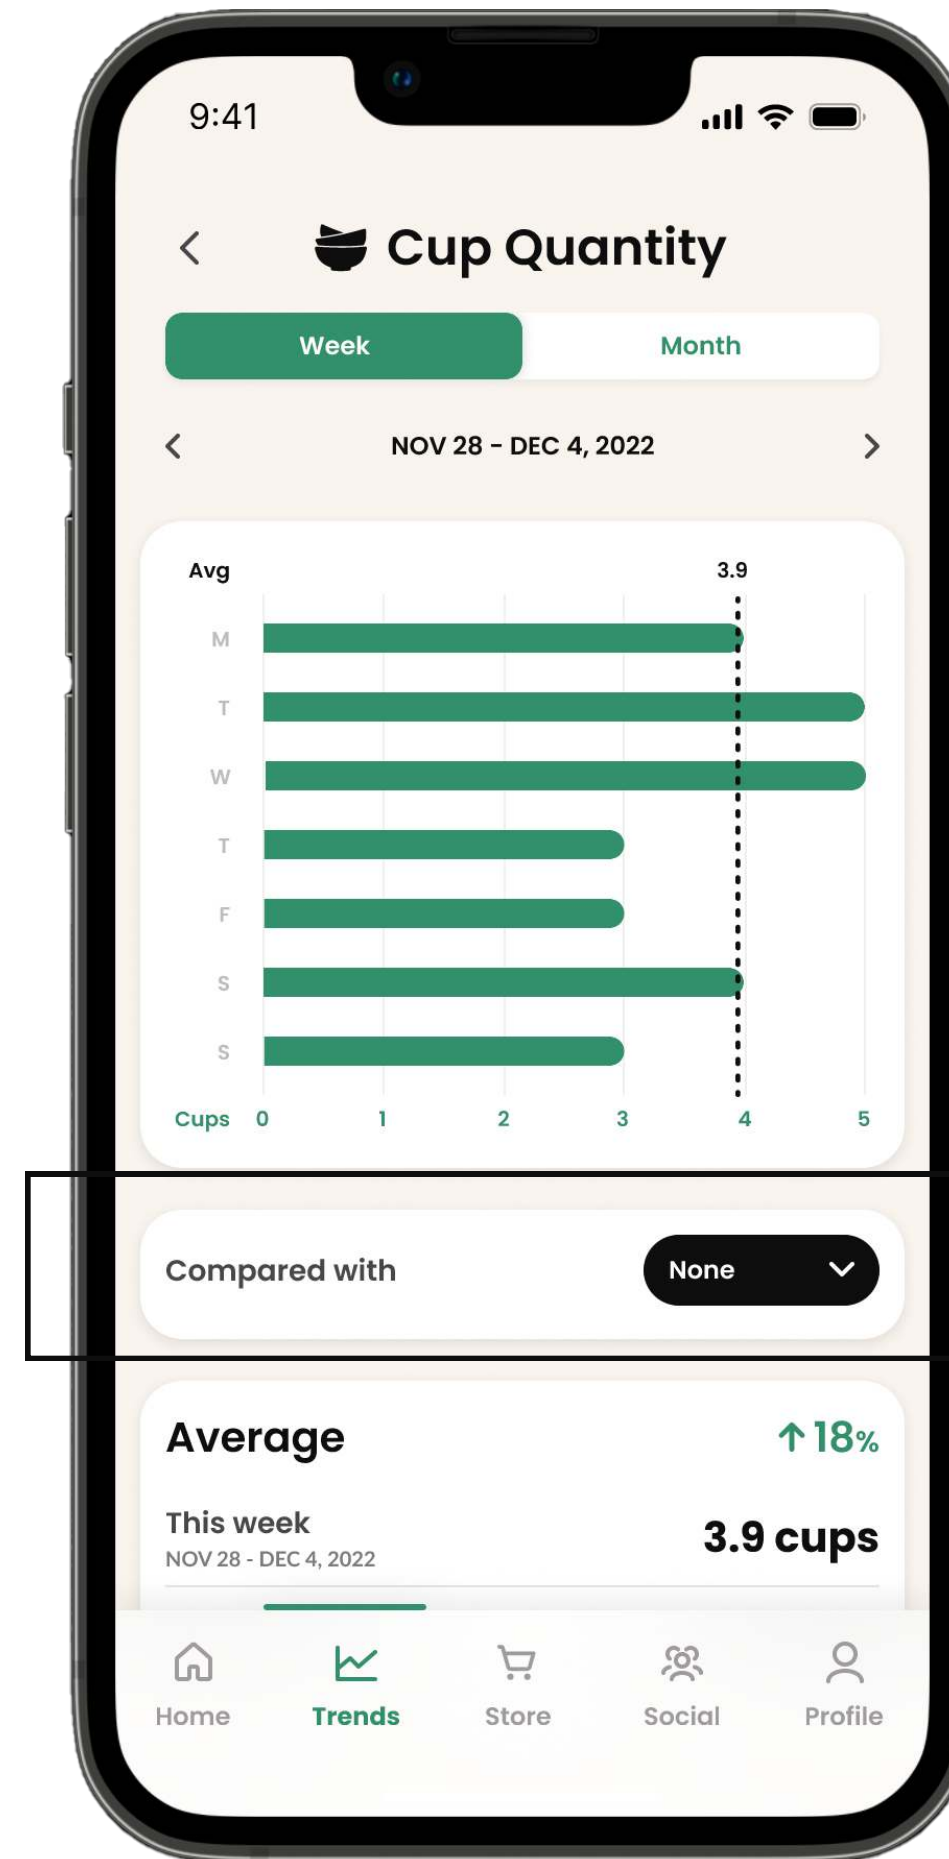 9:41
Cup Quantity
Week Month
NOV 28 - DEC 4, 2022
Avg 3.9
M
T
W
T
F
S
S
Cups 0 1 2 3 4 5
Compared with None
Average ↑18%
This week 3.9 cups
NOV 28 - DEC 4, 2022
Home Trends Store Social Profile